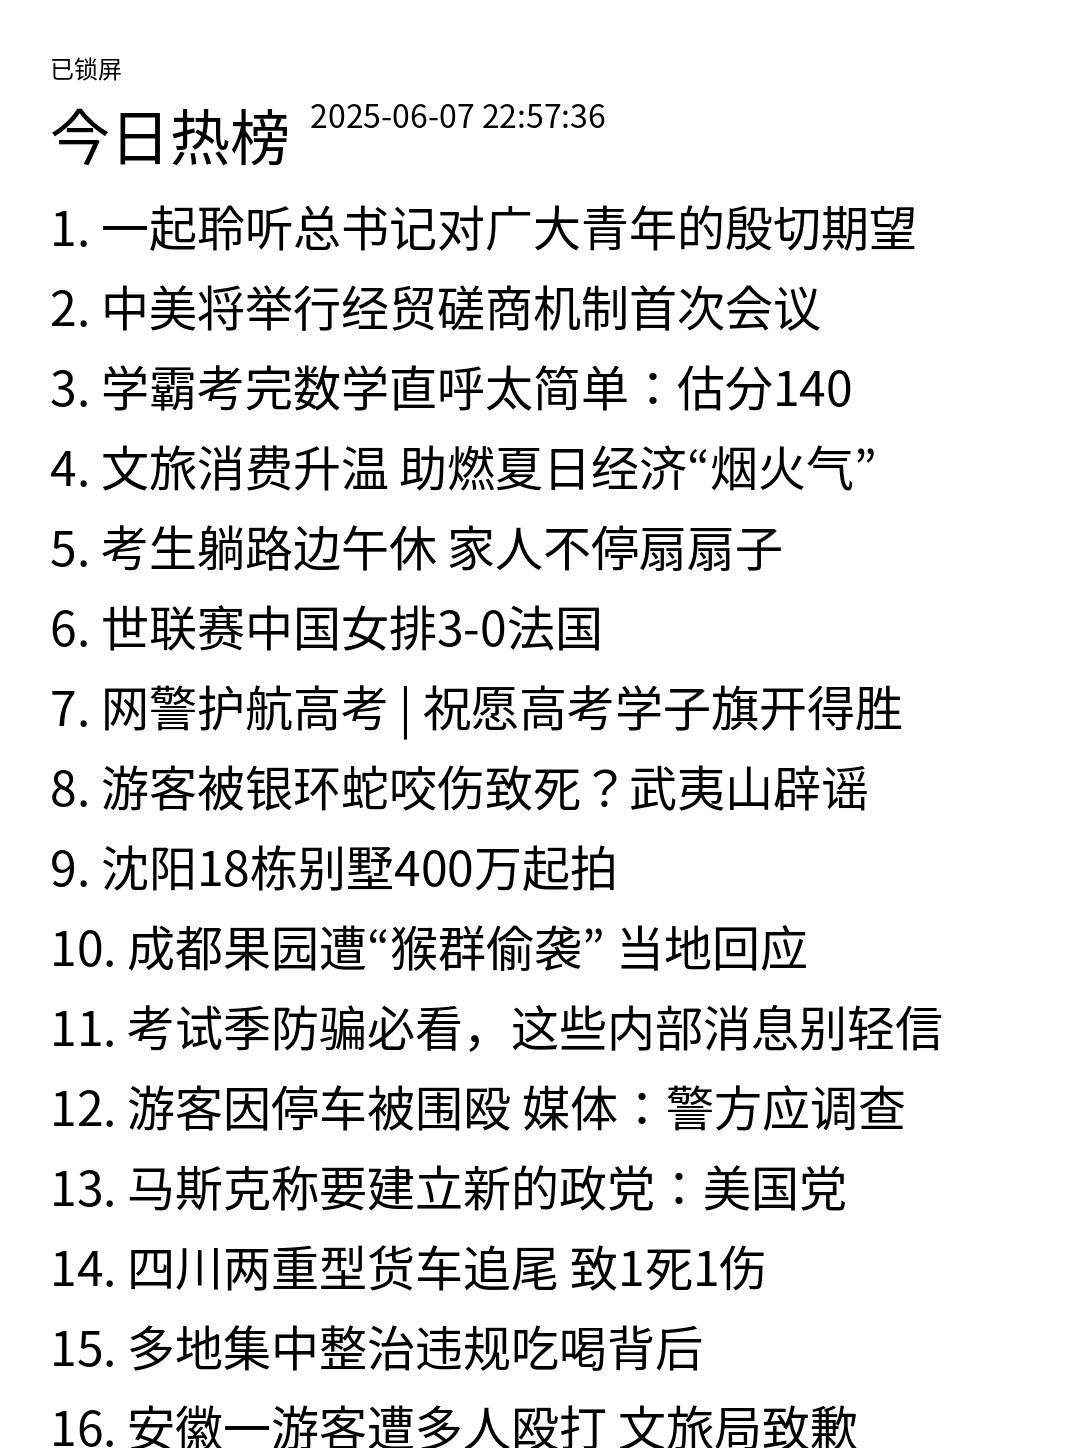 已锁屏
今日热榜 2025-06-07 22:57:36
1. 一起聆听总书记对广大青年的殷切期望
2. 中美将举行经贸磋商机制首次会议
3. 学霸考完数学直呼太简单：估分140
4. 文旅消费升温 助燃夏日经济“烟火气”
5. 考生躺路边午休 家人不停扇扇子
6. 世联赛中国女排3-0法国
7. 网警护航高考 | 祝愿高考学子旗开得胜
8. 游客被银环蛇咬伤致死？武夷山辟谣
9. 沈阳18栋别墅400万起拍
10. 成都果园遭“猴群偷袭” 当地回应
11. 考试季防骗必看，这些内部消息别轻信
12. 游客因停车被围殴 媒体：警方应调查
13. 马斯克称要建立新的政党：美国党
14. 四川两重型货车追尾 致1死1伤
15. 多地集中整治违规吃喝背后
16. 安徽一游客遭多人殴打 文旅局致歉